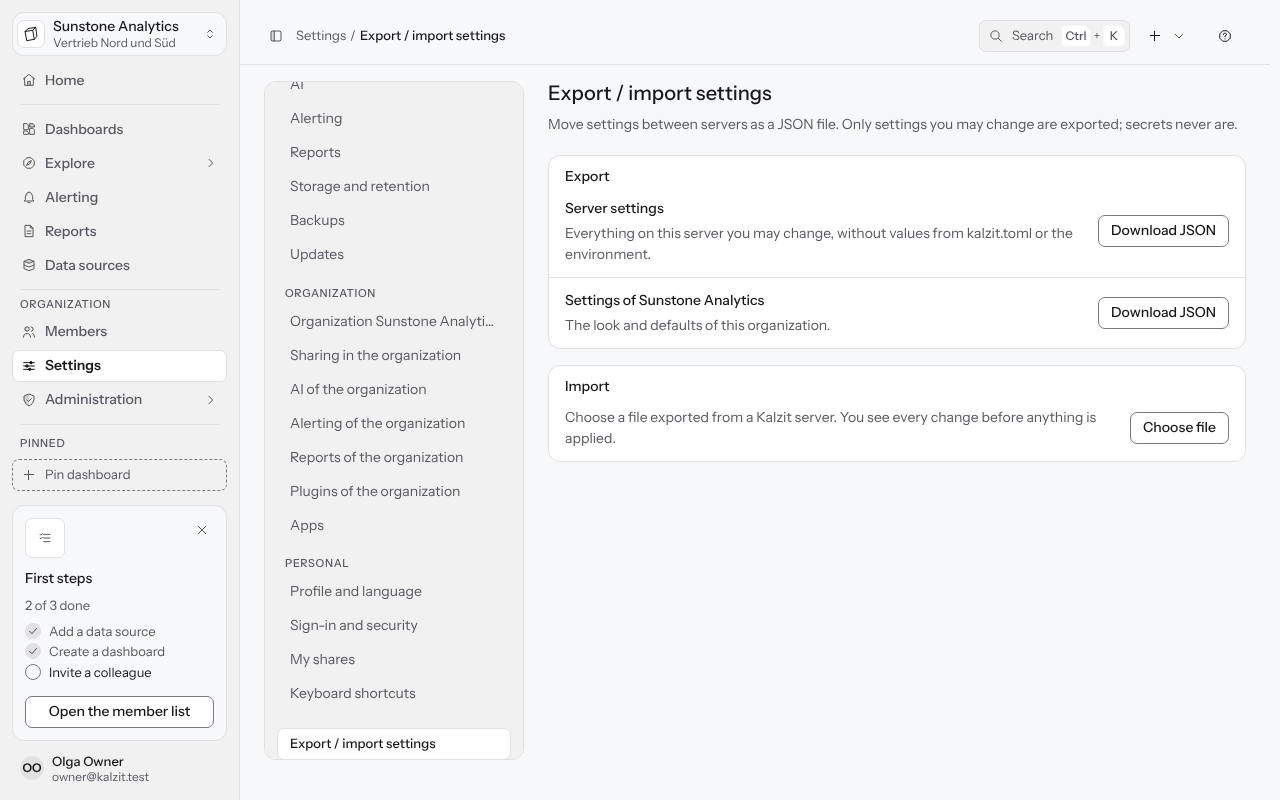 Sunstone Analytics
Vertrieb Nord und Süd
Home
Dashboards
Explore
Alerting
Reports
Data sources
ORGANIZATION
Members
Settings
Administration
PINNED
Pin dashboard
First steps
2 of 3 done
Add a data source
Create a dashboard
Invite a colleague
Open the member list
OO
Olga Owner
owner@kalzit.test
Settings / Export / import settings
Search Ctrl + K
AI
Alerting
Reports
Storage and retention
Backups
Updates
ORGANIZATION
Organization Sunstone Analyti...
Sharing in the organization
AI of the organization
Alerting of the organization
Reports of the organization
Plugins of the organization
Apps
PERSONAL
Profile and language
Sign-in and security
My shares
Keyboard shortcuts
Export / import settings
Export / import settings
Move settings between servers as a JSON file. Only settings you may change are exported; secrets never are.
Export
Server settings
Everything on this server you may change, without values from kalzit.toml or the
environment.
Download JSON
Settings of Sunstone Analytics
The look and defaults of this organization.
Download JSON
Import
Choose a file exported from a Kalzit server. You see every change before anything is
applied.
Choose file